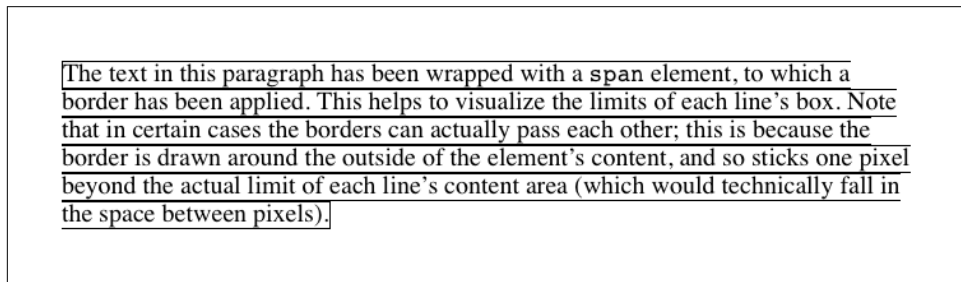 The text in this paragraph has been wrapped with a span element, to which a
border has been applied. This helps to visualize the limits of each line’s box. Note
that in certain cases the borders can actually pass each other; this is because the
border is drawn around the outside of the element’s content, and so sticks one pixel
beyond the actual limit of each line’s content area (which would technically fall in
the space between pixels).